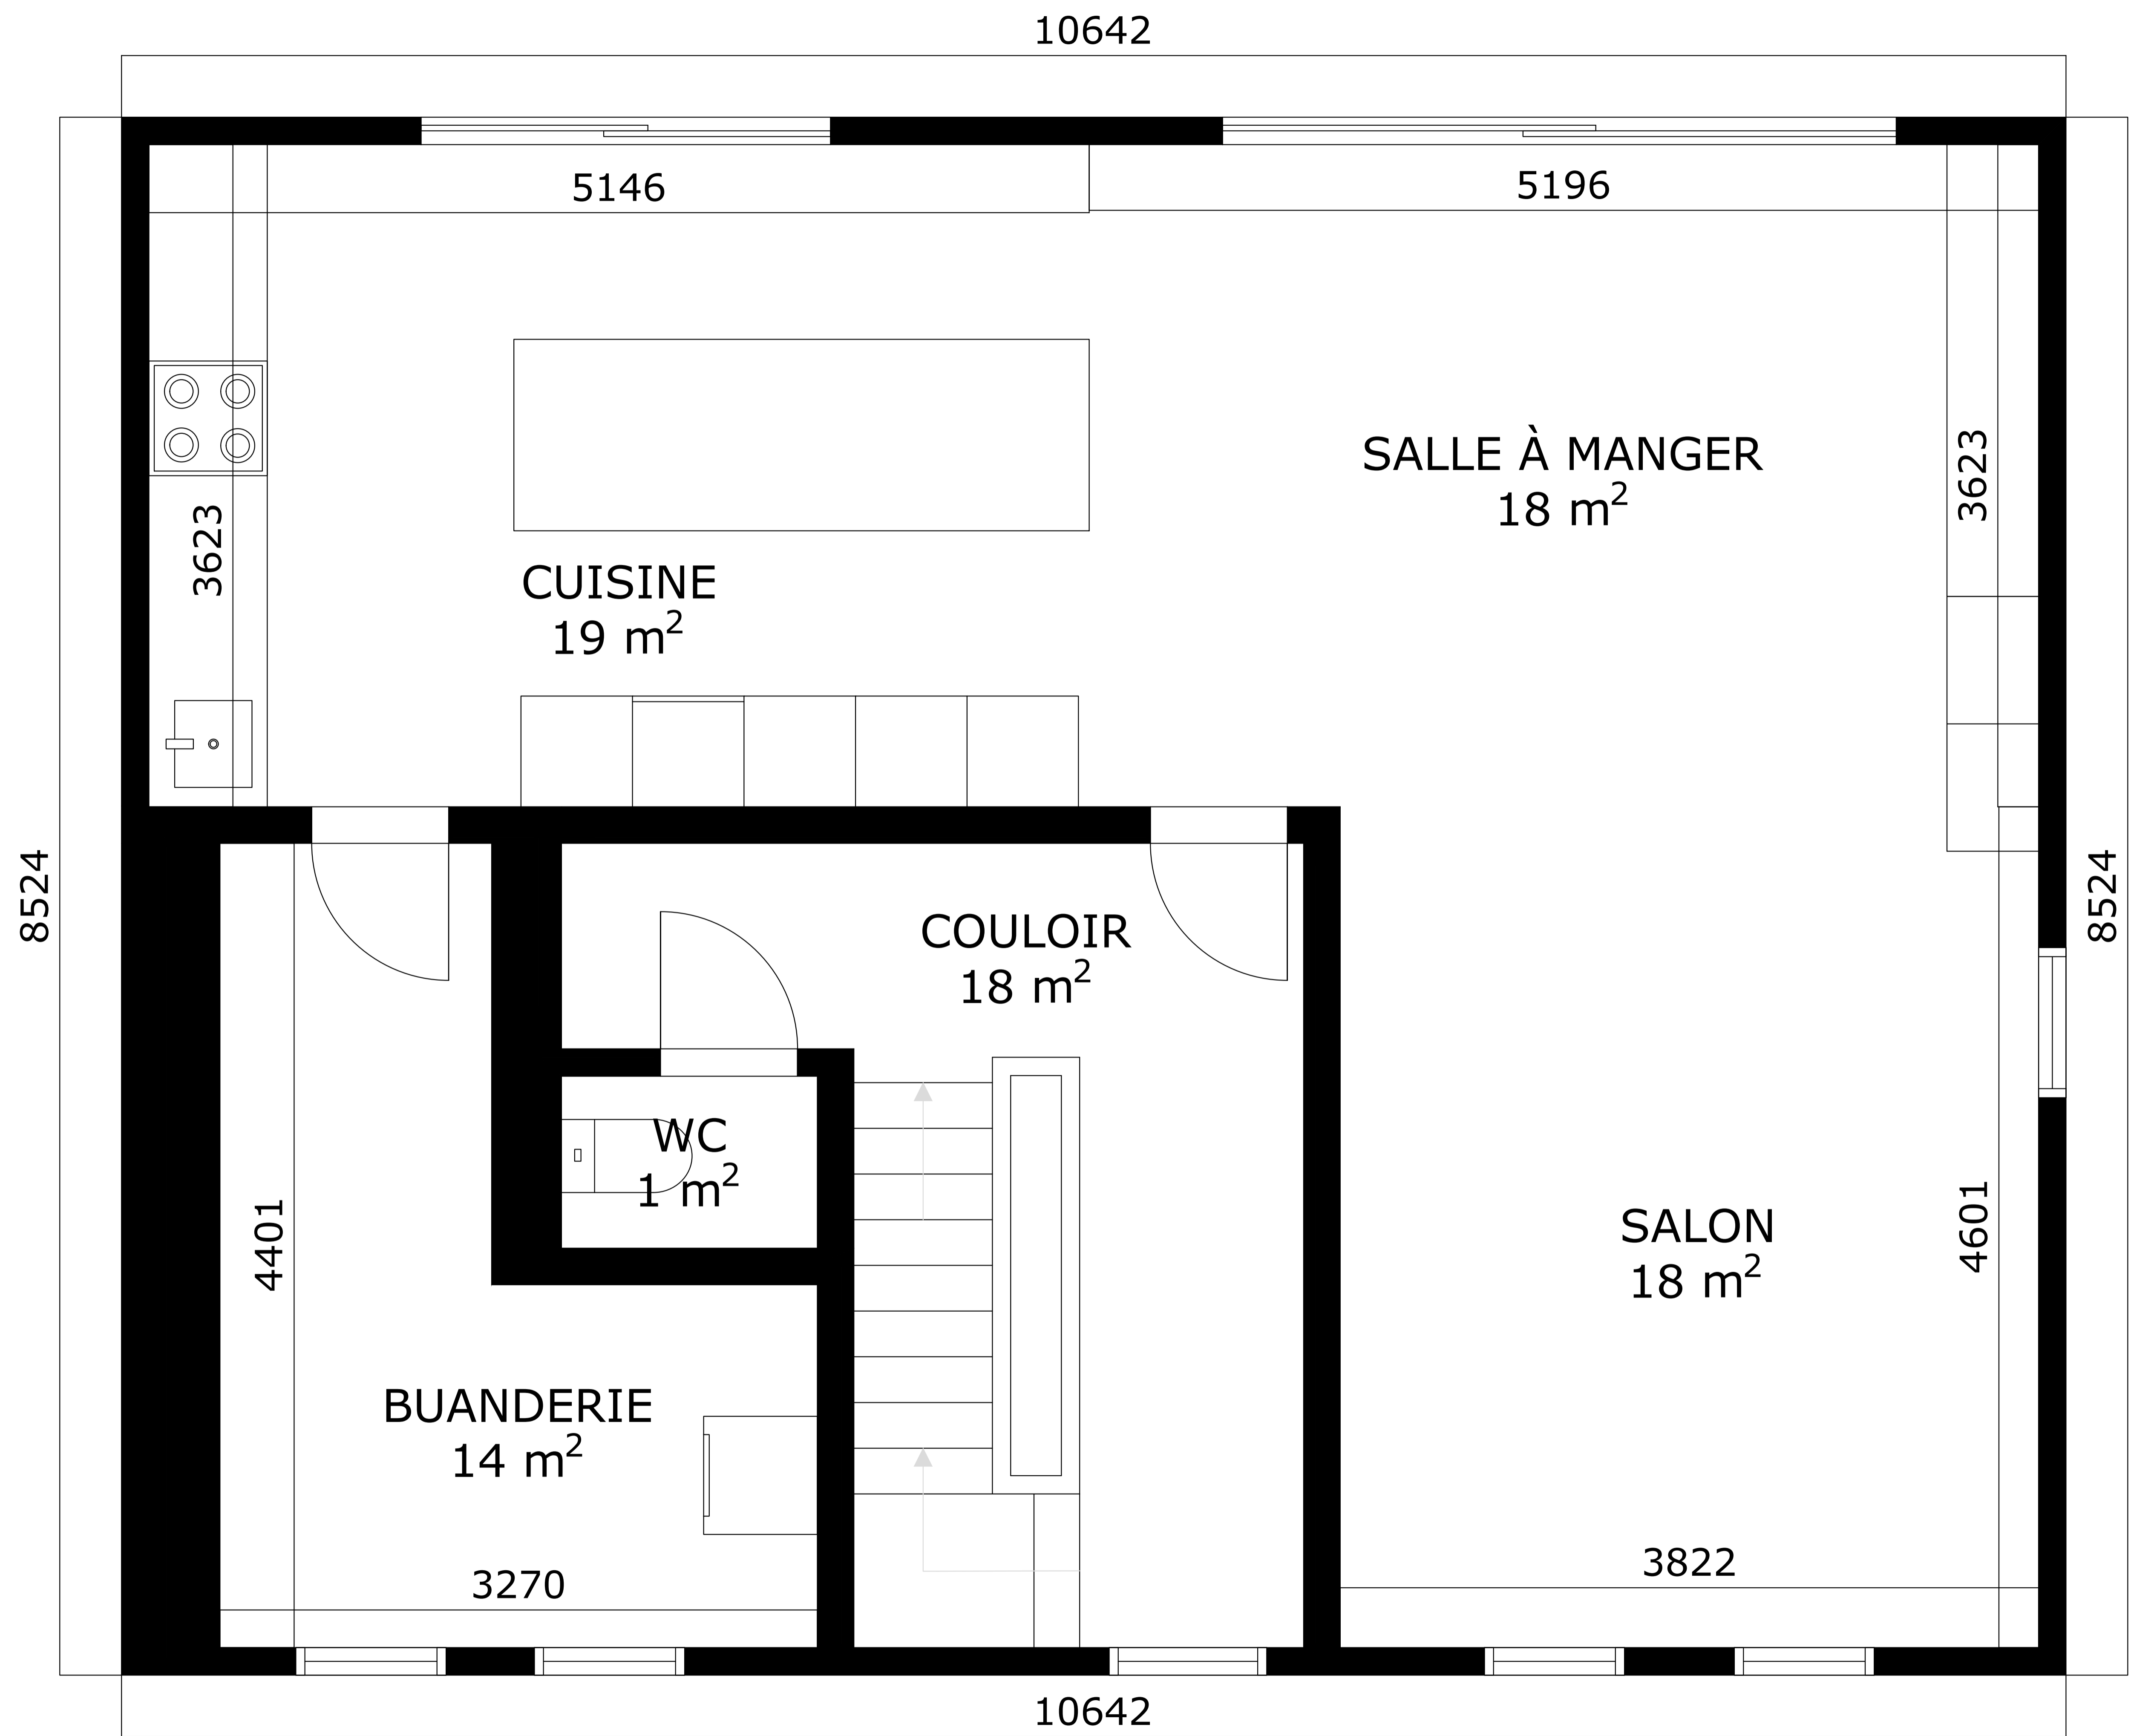 10642
5146
5196
SALLE À MANGER
18 m²
3623
3623
CUISINE
19 m²
8524
8524
COULOIR
18 m²
WC
1 m²
4401
SALON
18 m²
4601
BUANDERIE
14 m²
3270
3822
10642